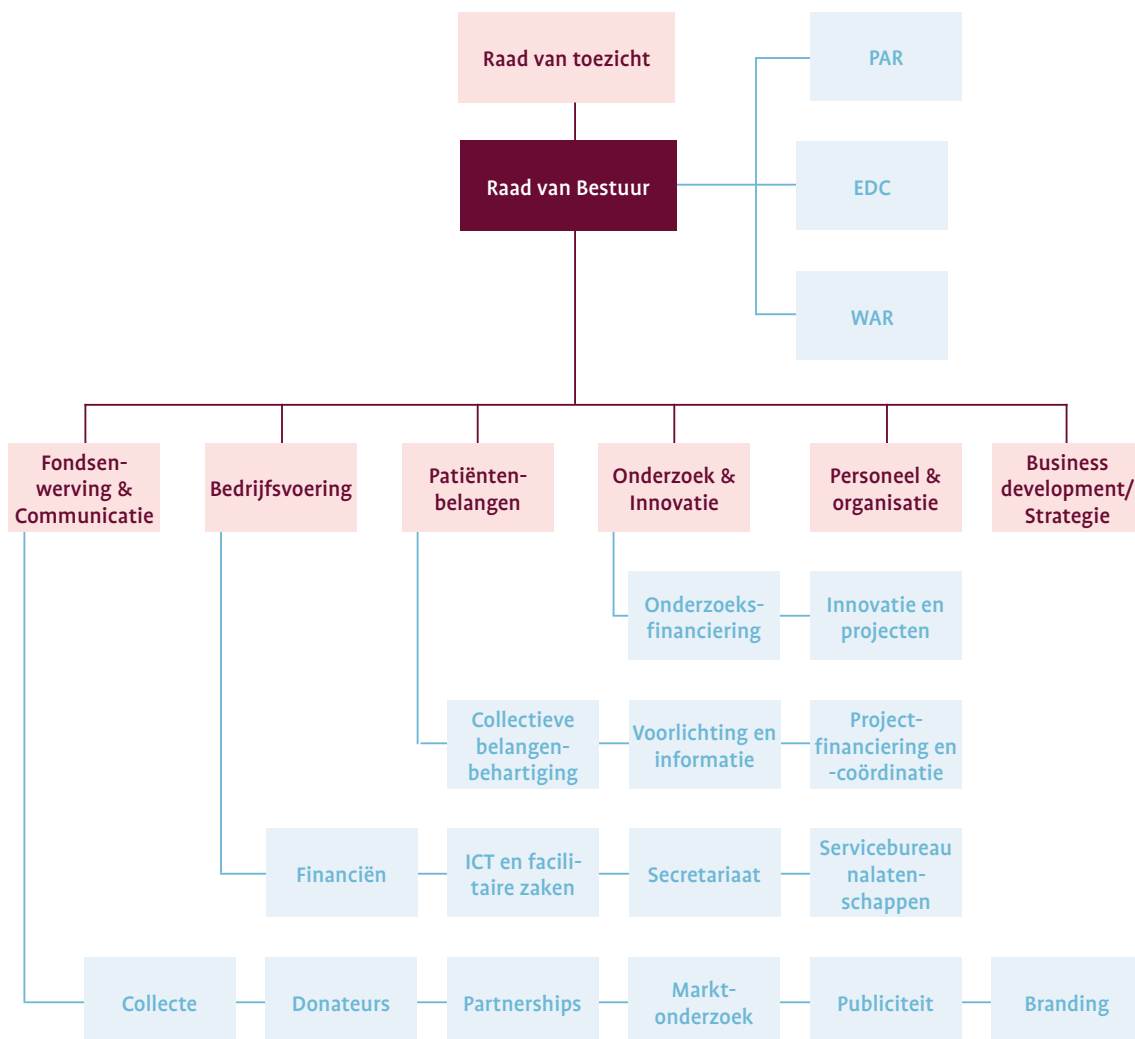 Raad van toezicht
PAR
Raad van Bestuur
EDC
WAR
Fondsen-
werving &
Communicatie
Bedrijfsvoering
Patiënten-
belangen
Onderzoek &
Innovatie
Personeel &
organisatie
Business
development/
Strategie
Onderzoeks-
financiering
Innovatie en
projecten
Collectieve
belangen-
behartiging
Voorlichting en
informatie
Project-
financiering en
-coördinatie
Financiën
ICT en facili-
taire zaken
Secretariaat
Servicebureau
nalaten-
schappen
Collecte
Donateurs
Partnerships
Markt-
onderzoek
Publiciteit
Branding